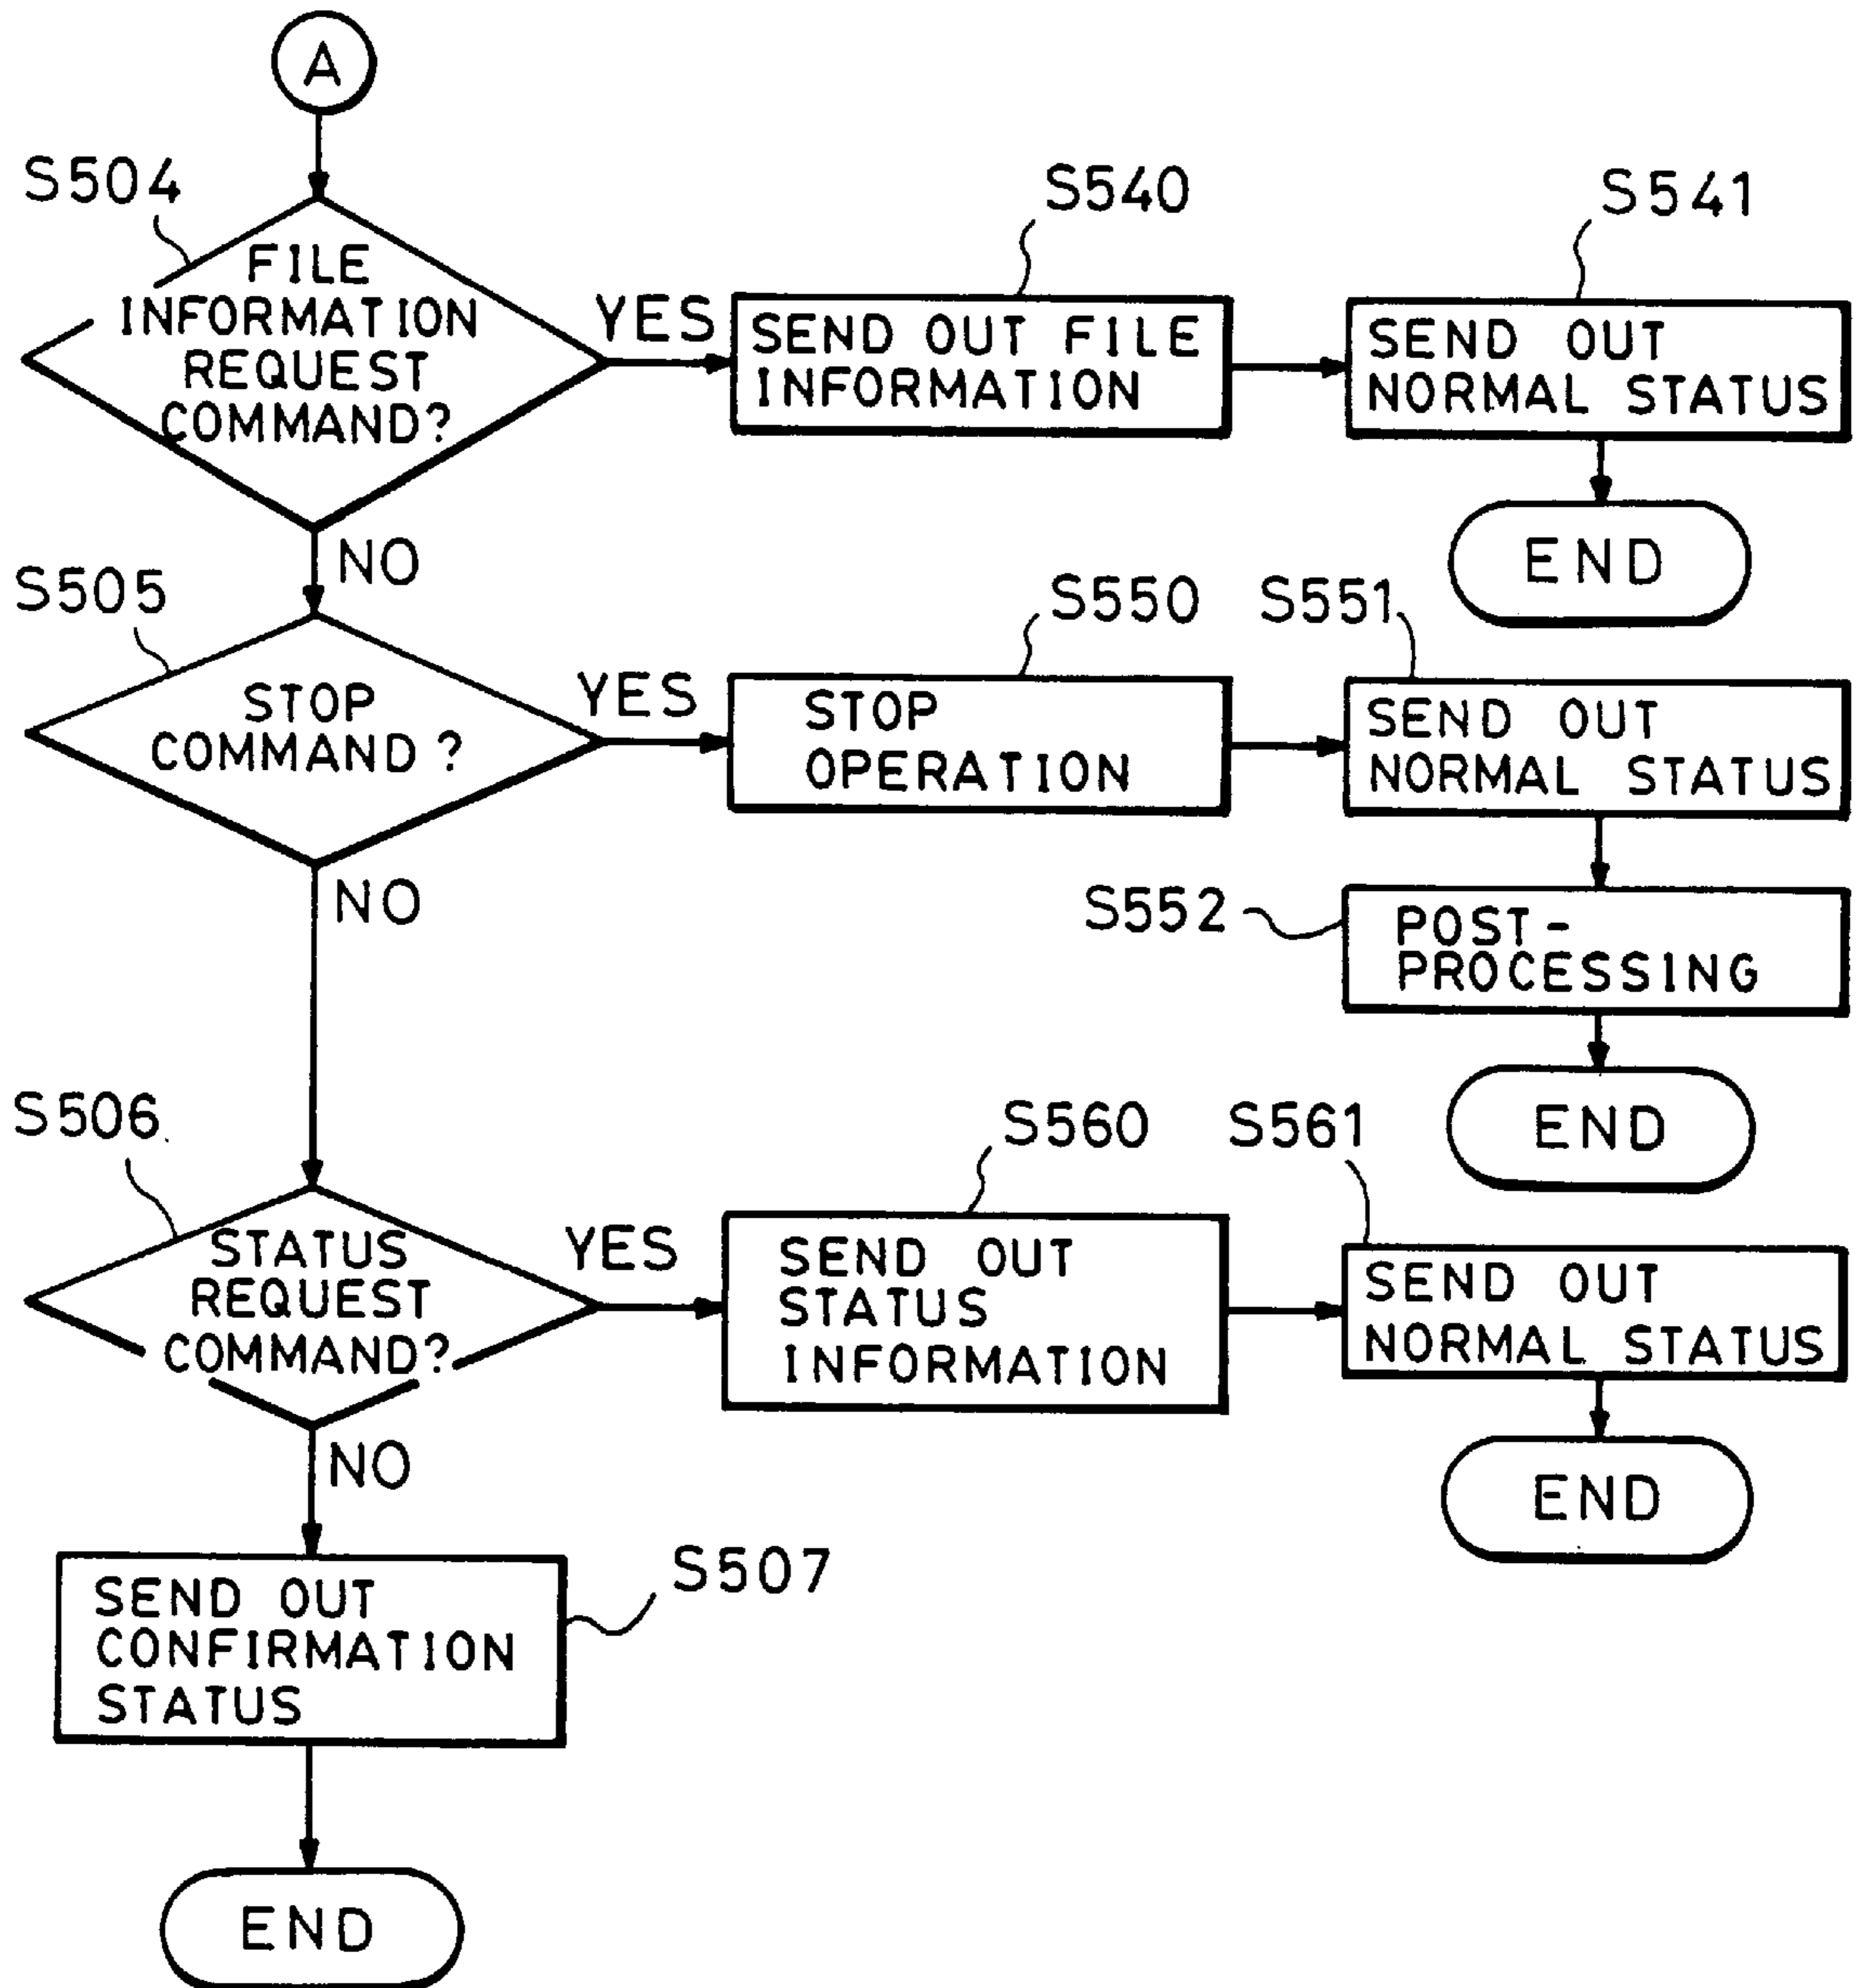 A
S504
FILE
INFORMATION
REQUEST
COMMAND?
YES
S540
SEND OUT FILE
INFORMATION
S541
SEND OUT
NORMAL STATUS
END
NO
S505
STOP
COMMAND ?
YES
S550
STOP
OPERATION
S551
SEND OUT
NORMAL STATUS
S552
POST-
PROCESSING
END
NO
S506
STATUS
REQUEST
COMMAND?
YES
S560
SEND OUT
STATUS
INFORMATION
S561
SEND OUT
NORMAL STATUS
END
NO
S507
SEND OUT
CONFIRMATION
STATUS
END